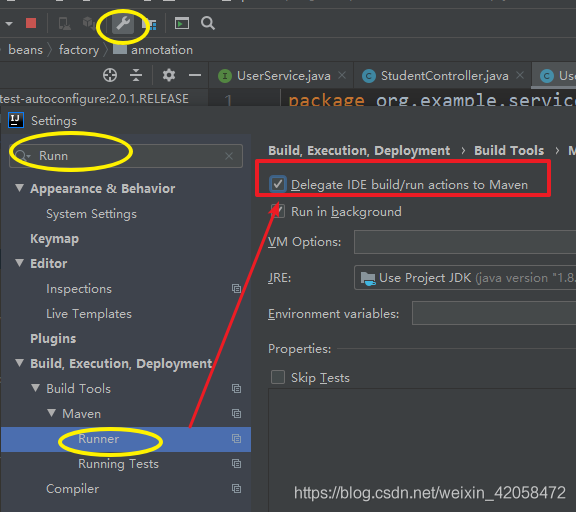 beans
factory
annotation
UserService.java
StudentController.java
Use
test-autoconfigure:2.0.1.RELEASE
1
package org.example.service
Settings
Runn
Appearance & Behavior
System Settings
Keymap
Editor
Inspections
Live Templates
Plugins
Build, Execution, Deployment
Build Tools
Maven
Runner
Running Tests
Compiler
Build, Execution, Deployment › Build Tools › M
Delegate IDE build/run actions to Maven
Run in background
VM Options:
JRE:
Use Project JDK (java version "1.8.
Environment variables:
Properties:
Skip Tests
https://blog.csdn.net/weixin_42058472